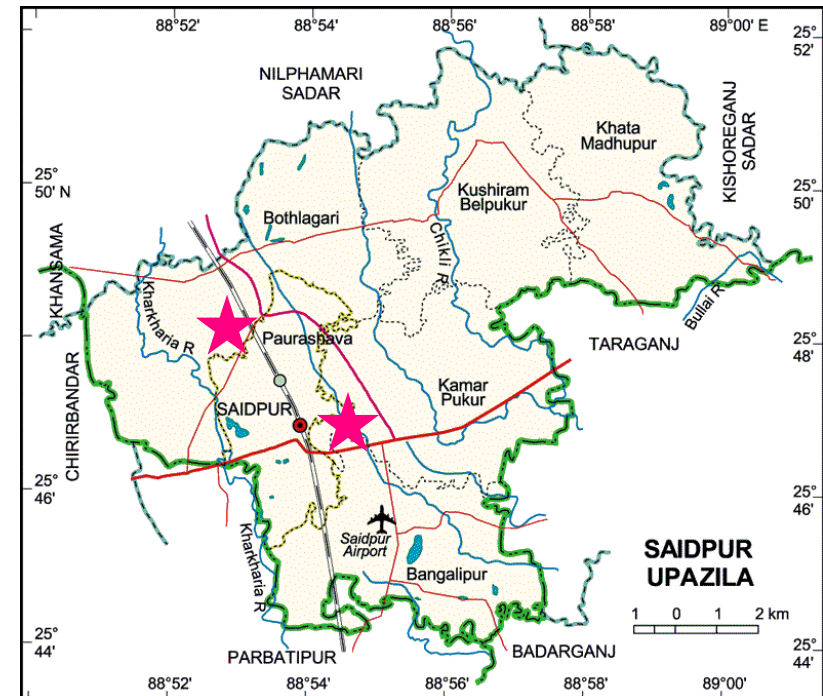 88°52'
88°54'
88°56'
88°58'
89°00' E
25°
52'
NILPHAMARI
SADAR
Khata
Madhupur
KISHOREGANJ
SADAR
25°
50' N
25°
50'
Kushiram
Belpukur
Bothlagari
Chikli R
KHANSAMA
Kharkharia R
Bullai R
Paurashava
TARAGANJ
25°
48'
CHIRIRBANDAR
Kamar
Pukur
SAIDPUR
25°
46'
25°
46'
Saidpur
Airport
Kharkharia R
Bangalipur
SAIDPUR
UPAZILA
1 0 1 2 km
25°
44'
PARBATIPUR
BADARGANJ
25°
44'
88°52'
88°54'
88°56'
88°58'
89°00'